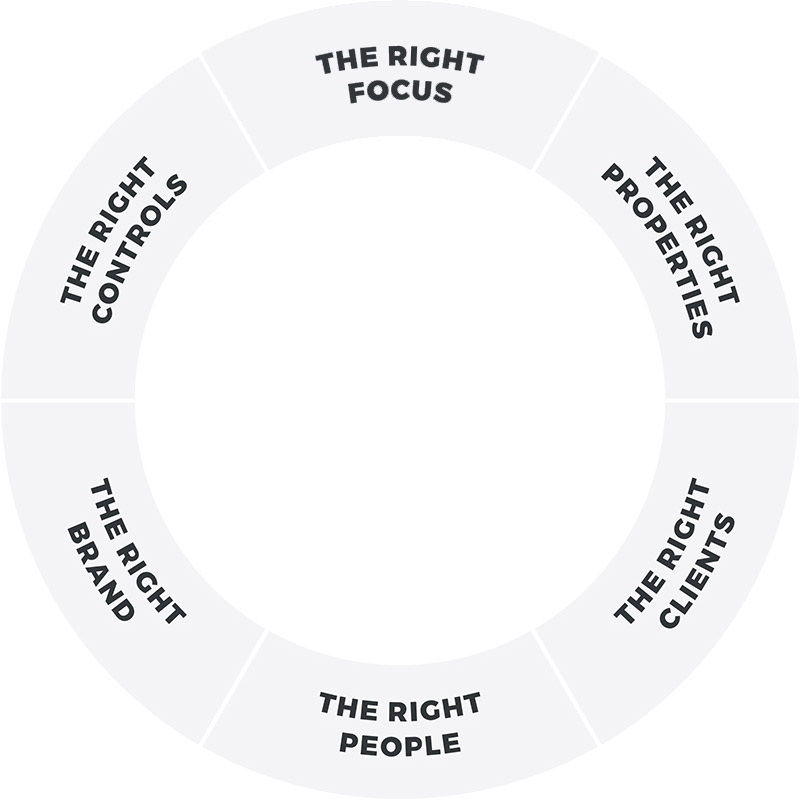 THE RIGHT
FOCUS
THE RIGHT
PROPERTIES
THE RIGHT
CLIENTS
THE RIGHT
PEOPLE
THE RIGHT
BRAND
THE RIGHT
CONTROLS